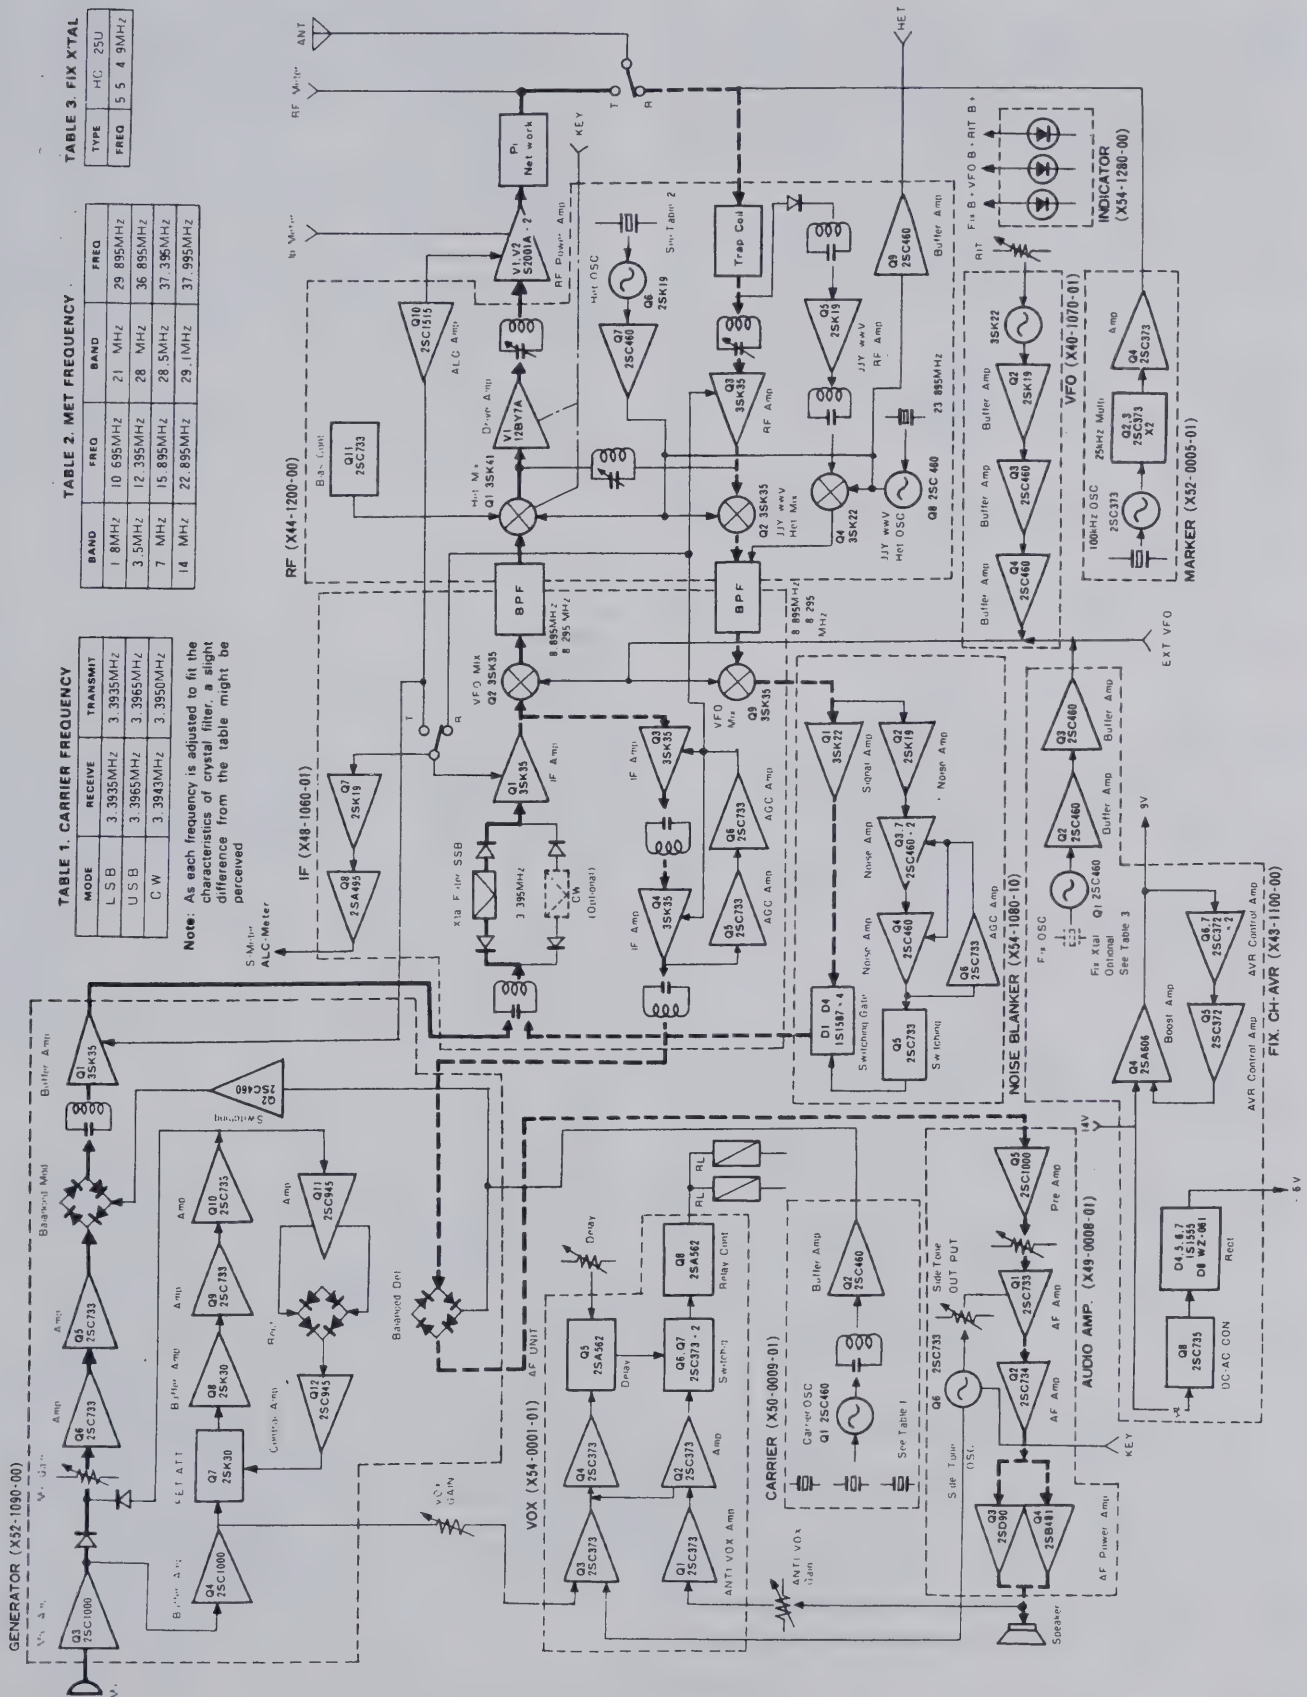 TABLE 1. CARRIER FREQUENCY
MODE RECEIVE TRANSMIT
LSB 3.3935MHz 3.3935MHz
USB 3.3965MHz 3.3965MHz
CW 3.3943MHz 3.3950MHz
Note: As each frequency is adjusted to fit the
characteristics of crystal filter, a slight
difference from the table might be
perceived
TABLE 2. MET FREQUENCY
BAND FREQ BAND FREQ
1 8MHz 10 695MHz 21 MHz 29 895MHz
3.5MHz 12.395MHz 28 MHz 36 895MHz
7 MHz 15.895MHz 28.5MHz 37.395MHz
14 MHz 22.895MHz 29.1MHz 37.995MHz
TABLE 3. FIX X'TAL
TYPE HC 25U
FREQ 5 5 4 9MHz
GENERATOR (X52-1090-00)
Q3
2SC1000
Q6
2SC733
Amp
Q5
2SC733
Amp
Balanced Mod
Q1
3SK35
Buffer Amp
Q4
2SC1000
Q7
2SK30
Q8
2SK30
Buffer Amp
Q9
2SC733
Amp
Q10
2SC735
Amp
Q11
2SC945
Amp
Q12
2SC945
Q2
2SC460
Switching
Balanced Det
S-Meter
ALC-Meter
IF (X48-1060-01)
Q8
2SA495
Q7
2SK19
T
R
SSB
3 395MHz
CW
(Optional)
Q1
3SK35
IF Amp
VFO Mix
Q2 3SK35
BPF
8 895MHz
8 295 MHz
Q3
3SK35
IF Amp
Q4
3SK35
IF Amp
Q5
2SC733
AGC Amp
Q6
2SC733
AGC Amp
VFO
Mix
Q9
3SK35
BPF
8 895MHz
8 295
MHz
RF (X44-1200-00)
Q11
2SC733
Q1 3SK41
V1
12BY7A
Drive Amp
Q10
2SC1515
ALC Amp
V1,V2
S2001A · 2
RF Power Amp
Pi
Network
RF Meter
ANT
T
R
KEY
Het OSC
Q6
2SK19
See Table 2
Q7
2SC460
Trap Coil
Q3
3SK35
RF Amp
Q2 3SK35
JJY wwv
Het Mix
Q5
2SK19
JJY wwv
RF Amp
Q4
3SK22
JJY wwv
Het OSC
Q8 2SC 460
23 895MHz
Q9
2SC460
Buffer Amp
HET
Fix B+ VFO B+ RIT B+
INDICATOR
(X54-1280-00)
RIT
3SK22
Q2
2SK19
Buffer Amp
Q3
2SC460
Buffer Amp
Q4
2SC460
Buffer Amp
VFO (X40-1070-01)
100kHz OSC
2SC373
25kHz Multi
Q2,3
2SC373
X2
Q4
2SC373
Amp
MARKER (X52-0005-01)
EXT VFO
Q1
3SK22
Signal Amp
Q2
2SK19
Noise Amp
Q3,7
2SC460 · 2
Noise Amp
Q4
2SC460
Noise Amp
Q6
2SC733
AGC Amp
D1 D4
1S1587 · 4
Switching Gate
Q5
2SC733
Switching
NOISE BLANKER (X54-1080-10)
Fix OSC
Fix Xtal
Optional
See Table 3
Q1 2SC460
Q2
2SC460
Buffer Amp
Q3
2SC460
Buffer Amp
9V
14V
Q4
2SA606
Boost Amp
Q6,7
2SC372
×2
AVR Control Amp
Q5
2SC372
AVR Control Amp
FIX. CH-AVR (X43-1100-00)
Q8
2SC735
DC-AC CON
D4,5,6,7
1S1555
D8 WZ-061
Rect
- 6V
AF UNIT
VOX (X54-0001-01)
Delay
Q3
2SC373
Q4
2SC373
Q5
2SA562
Delay
Q6,Q7
2SC373 · 2
Switching
Q8
2SA562
Relay Cont
RL
RL
Q1
2SC373
ANTI VOX Amp
Q2
2SC373
Amp
ANTI VOX
Gain
CARRIER (X50-0009-01)
Carrier OSC
Q1 2SC460
See Table 1
Q2
2SC460
Buffer Amp
Q5
2SC1000
Pre Amp
Side Tone
OUT PUT
Q6
2SC733
Side Tone
OSC
Q1
2SC733
AF Amp
Q2
2SC734
AF Amp
Q3
2SD90
Q4
2SB481
AF Power Amp
AUDIO AMP. (X49-0008-01)
KEY
Speaker